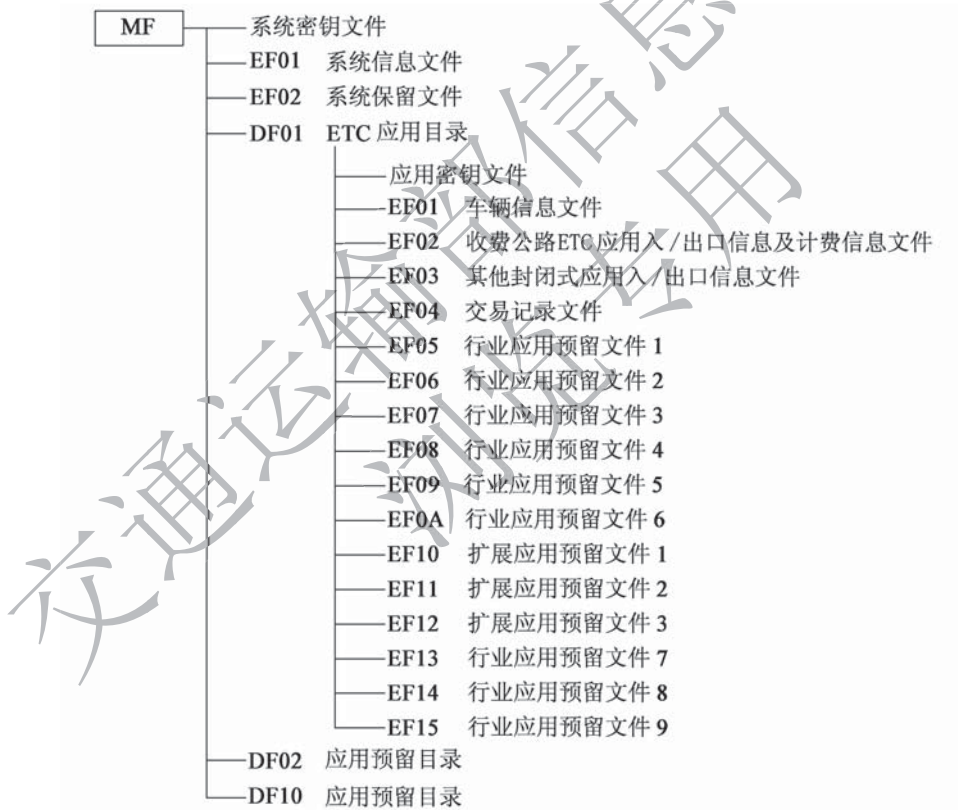 MF 系统密钥文件
EF01 系统信息文件
EF02 系统保留文件
DF01 ETC应用目录
应用密钥文件
EF01 车辆信息文件
EF02 收费公路ETC应用入/出口信息及计费信息文件
EF03 其他封闭式应用入/出口信息文件
EF04 交易记录文件
EF05 行业应用预留文件1
EF06 行业应用预留文件2
EF07 行业应用预留文件3
EF08 行业应用预留文件4
EF09 行业应用预留文件5
EF0A 行业应用预留文件6
EF10 扩展应用预留文件1
EF11 扩展应用预留文件2
EF12 扩展应用预留文件3
EF13 行业应用预留文件7
EF14 行业应用预留文件8
EF15 行业应用预留文件9
DF02 应用预留目录
DF10 应用预留目录
交通运输部信息
浏览专用